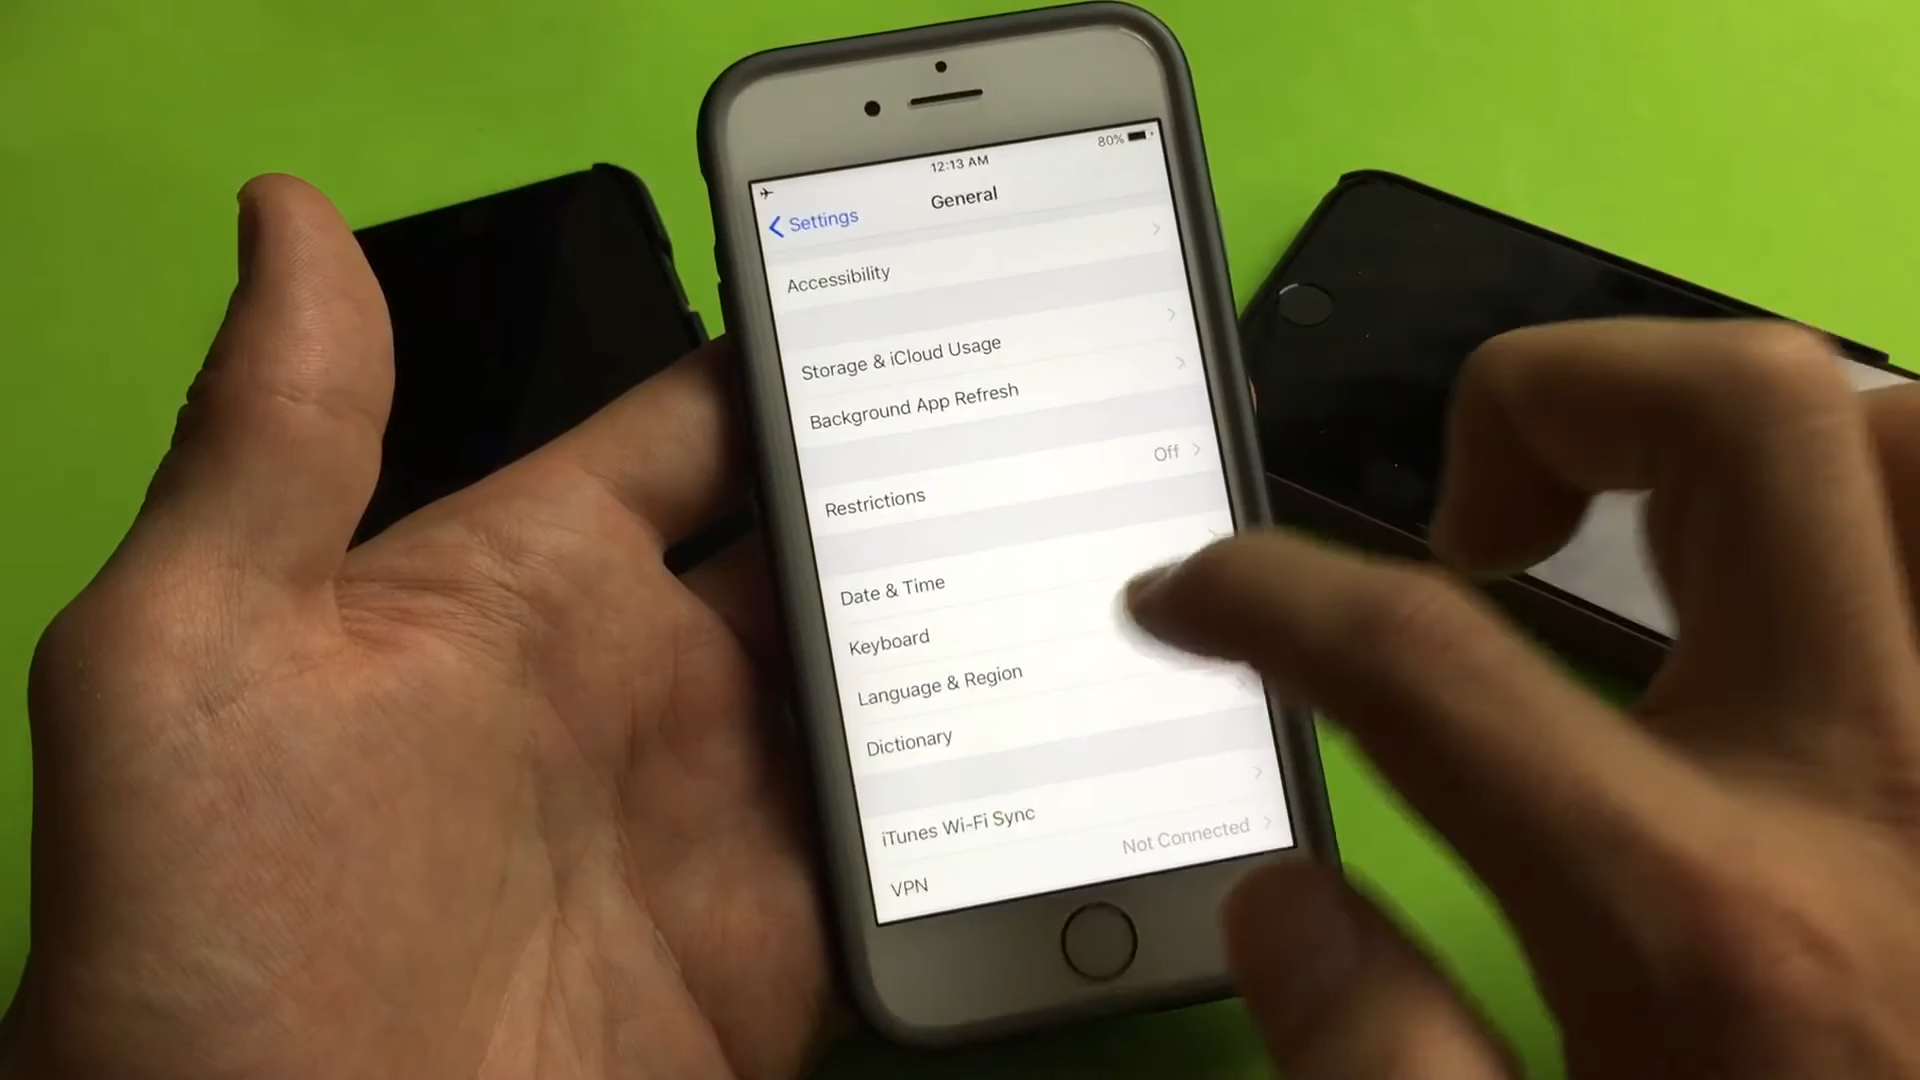 80%
12:13 AM
Settings
General
Accessibility
Storage & iCloud Usage
Background App Refresh
Restrictions Off
Date & Time
Keyboard
Language & Region
Dictionary
iTunes Wi-Fi Sync
VPN Not Connected